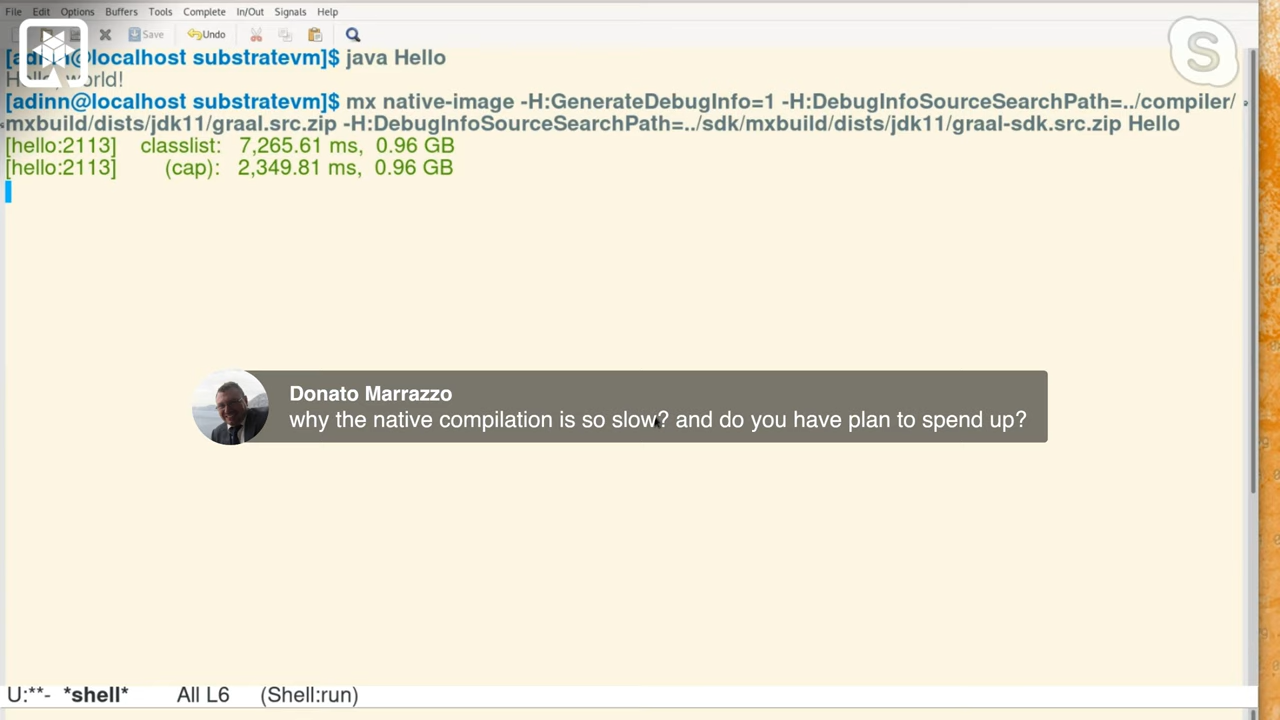 File Edit Options Buffers Tools Complete In/Out Signals Help
Save Undo
[adinn@localhost substratevm]$ java Hello
Hello, world!
[adinn@localhost substratevm]$ mx native-image -H:GenerateDebugInfo=1 -H:DebugInfoSourceSearchPath=../compiler/
mxbuild/dists/jdk11/graal.src.zip -H:DebugInfoSourceSearchPath=../sdk/mxbuild/dists/jdk11/graal-sdk.src.zip Hello
[hello:2113] classlist: 7,265.61 ms, 0.96 GB
[hello:2113] (cap): 2,349.81 ms, 0.96 GB
Donato Marrazzo
why the native compilation is so slow? and do you have plan to spend up?
U:**- *shell* All L6 (Shell:run)